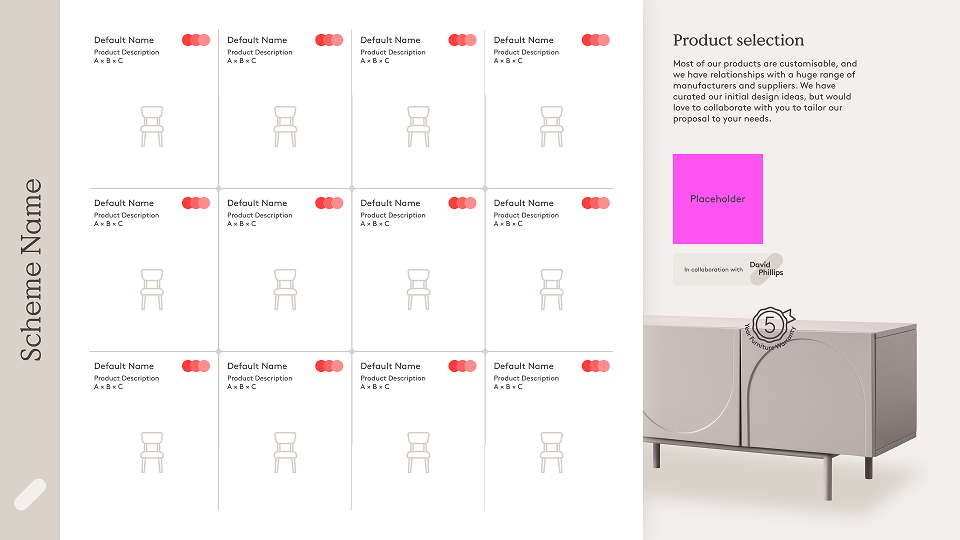 Scheme Name
Default Name
Product Description
A × B × C
Default Name
Product Description
A × B × C
Default Name
Product Description
A × B × C
Default Name
Product Description
A × B × C
Default Name
Product Description
A × B × C
Default Name
Product Description
A × B × C
Default Name
Product Description
A × B × C
Default Name
Product Description
A × B × C
Default Name
Product Description
A × B × C
Default Name
Product Description
A × B × C
Default Name
Product Description
A × B × C
Default Name
Product Description
A × B × C
Product selection
Most of our products are customisable, and
we have relationships with a huge range of
manufacturers and suppliers. We have
curated our initial design ideas, but would
love to collaborate with you to tailor our
proposal to your needs.
Placeholder
In collaboration with
David
Phillips
5
Year Furniture Warranty